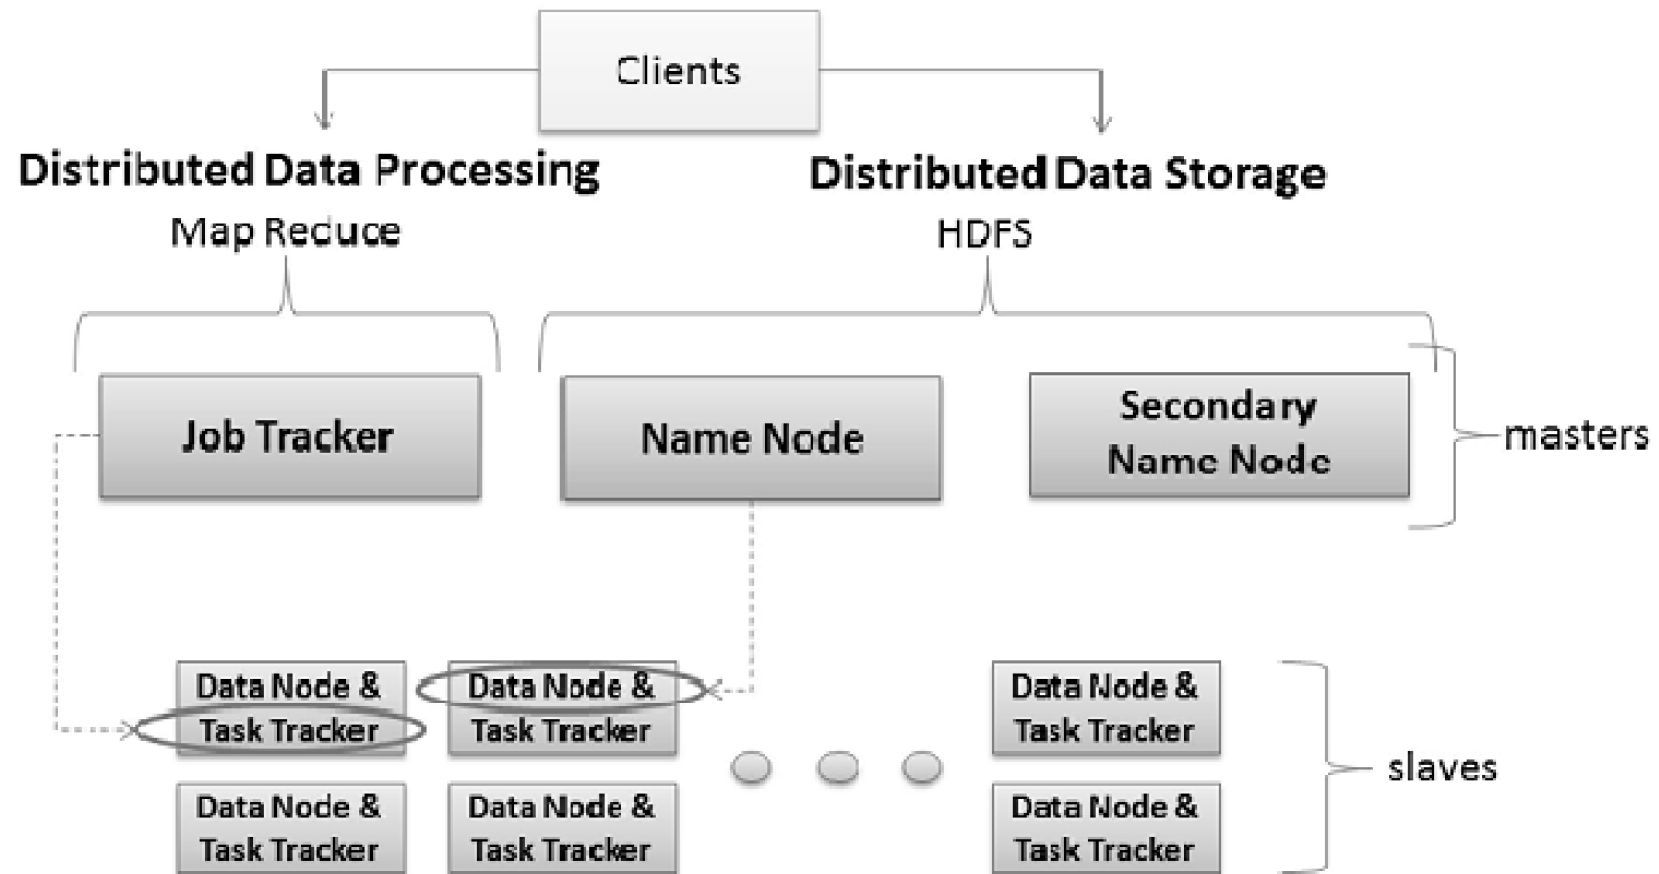 Clients
Distributed Data Processing
Map Reduce
Distributed Data Storage
HDFS
Job Tracker
Name Node
Secondary
Name Node
masters
Data Node &
Task Tracker
Data Node &
Task Tracker
Data Node &
Task Tracker
Data Node &
Task Tracker
Data Node &
Task Tracker
Data Node &
Task Tracker
slaves